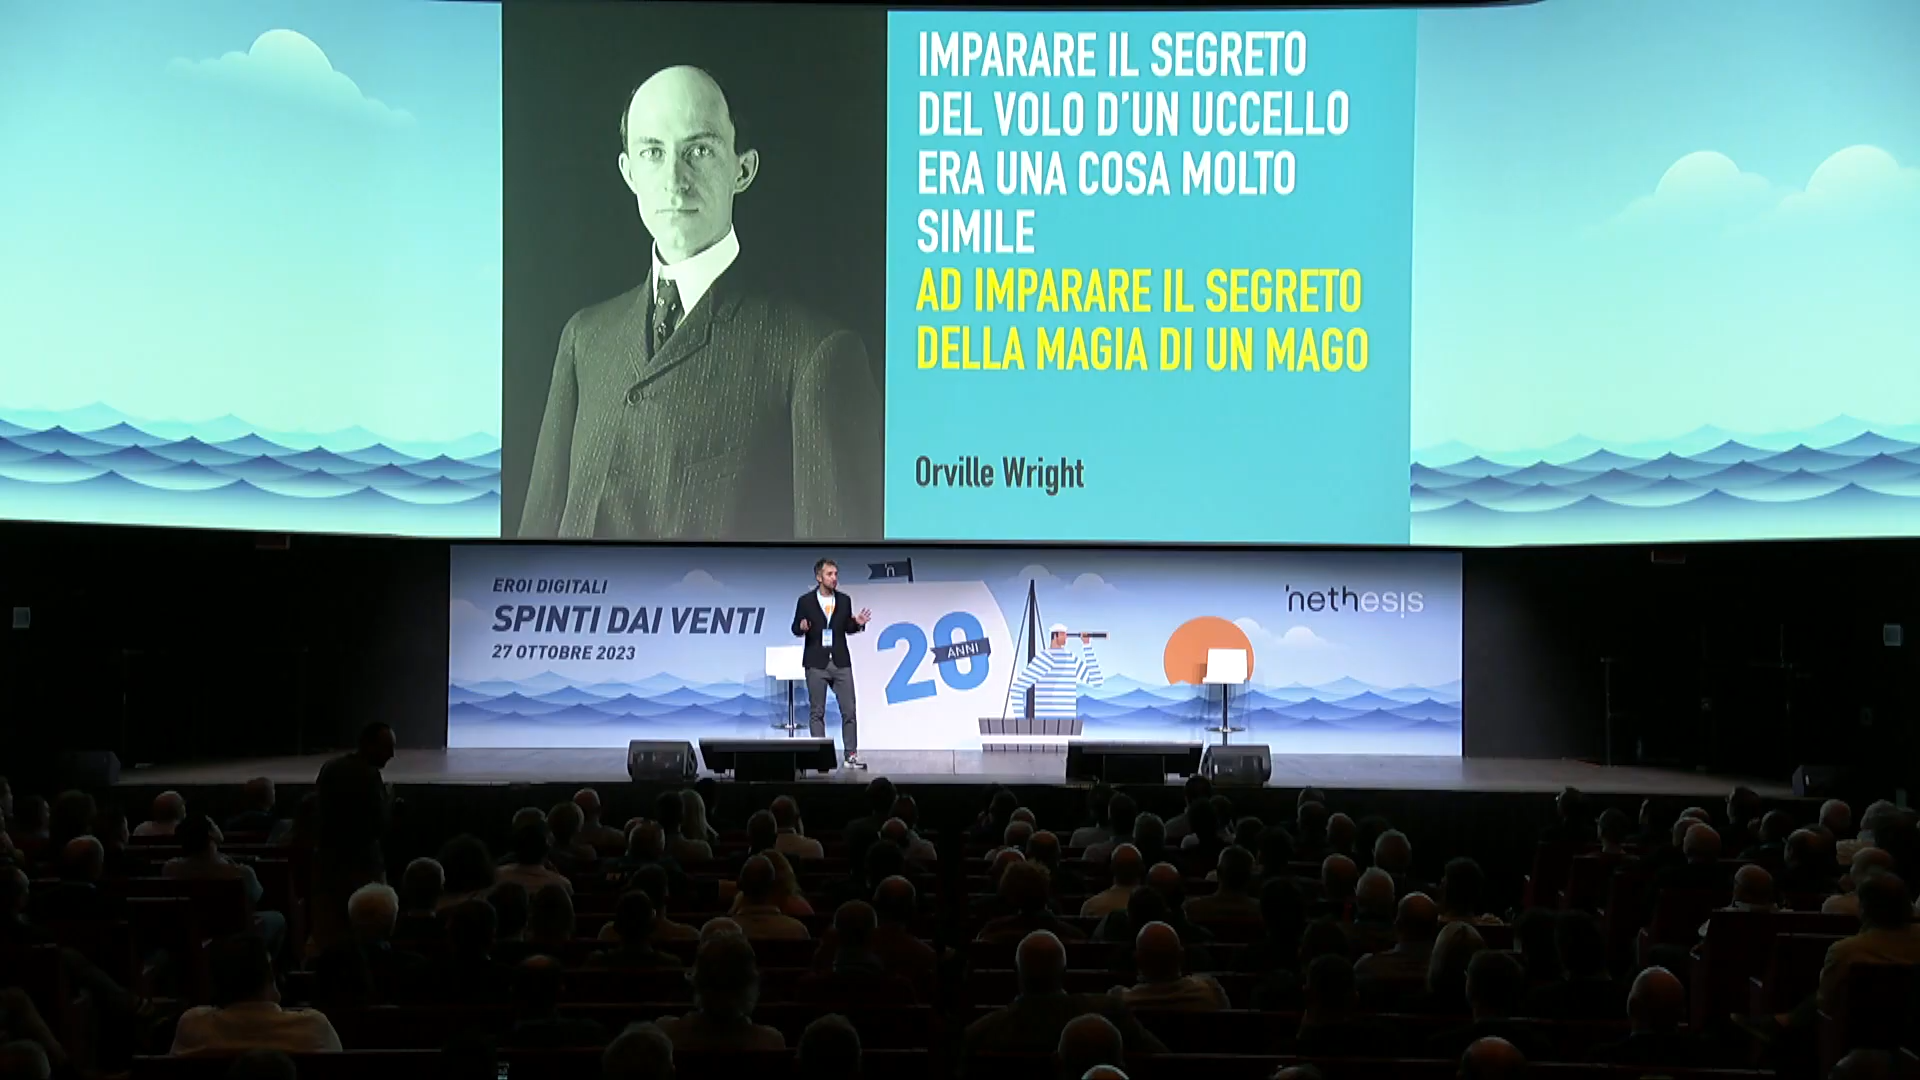 IMPARARE IL SEGRETO
DEL VOLO D'UN UCCELLO
ERA UNA COSA MOLTO
SIMILE
AD IMPARARE IL SEGRETO
DELLA MAGIA DI UN MAGO
Orville Wright
EROI DIGITALI
SPINTI DAI VENTI
27 OTTOBRE 2023
'n
20
ANNI
'nethesis